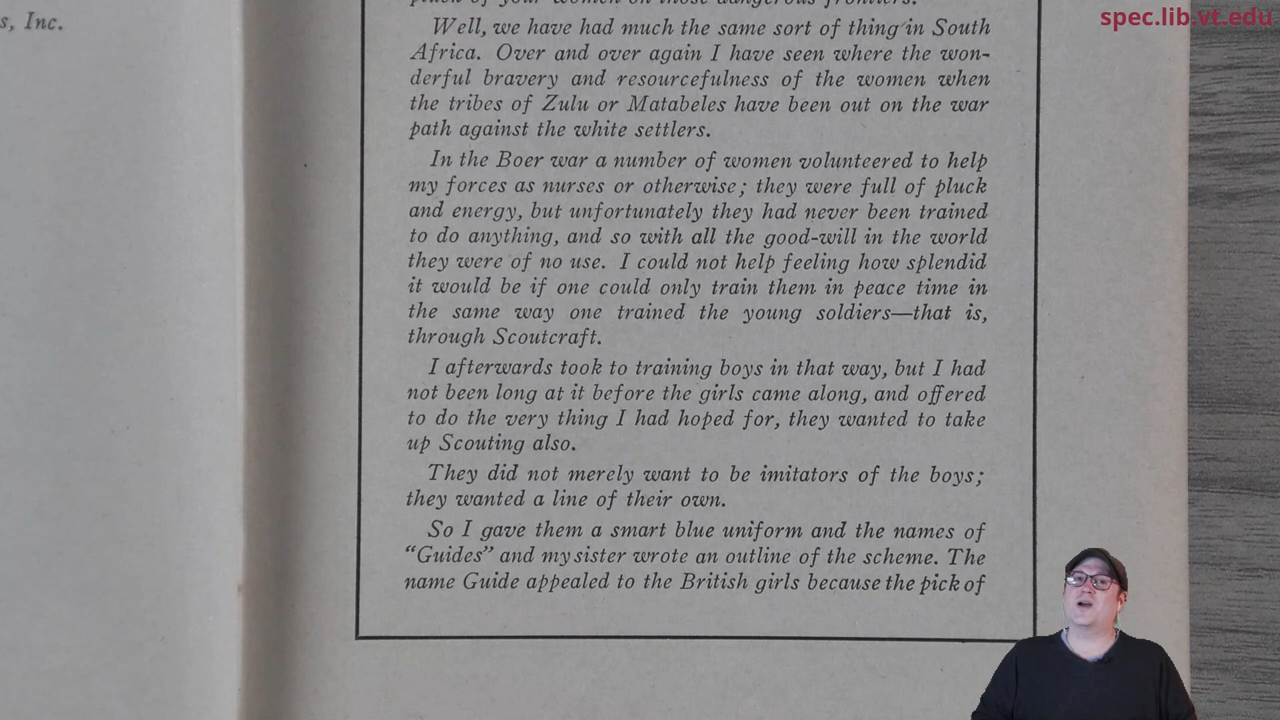 s, Inc.
spec.lib.vt.edu
pluck of your women on those dangerous frontiers.
Well, we have had much the same sort of thing in South
Africa. Over and over again I have seen where the won-
derful bravery and resourcefulness of the women when
the tribes of Zulu or Matabeles have been out on the war
path against the white settlers.
In the Boer war a number of women volunteered to help
my forces as nurses or otherwise; they were full of pluck
and energy, but unfortunately they had never been trained
to do anything, and so with all the good-will in the world
they were of no use. I could not help feeling how splendid
it would be if one could only train them in peace time in
the same way one trained the young soldiers—that is,
through Scoutcraft.
I afterwards took to training boys in that way, but I had
not been long at it before the girls came along, and offered
to do the very thing I had hoped for, they wanted to take
up Scouting also.
They did not merely want to be imitators of the boys;
they wanted a line of their own.
So I gave them a smart blue uniform and the names of
“Guides” and my sister wrote an outline of the scheme. The
name Guide appealed to the British girls because the pick of